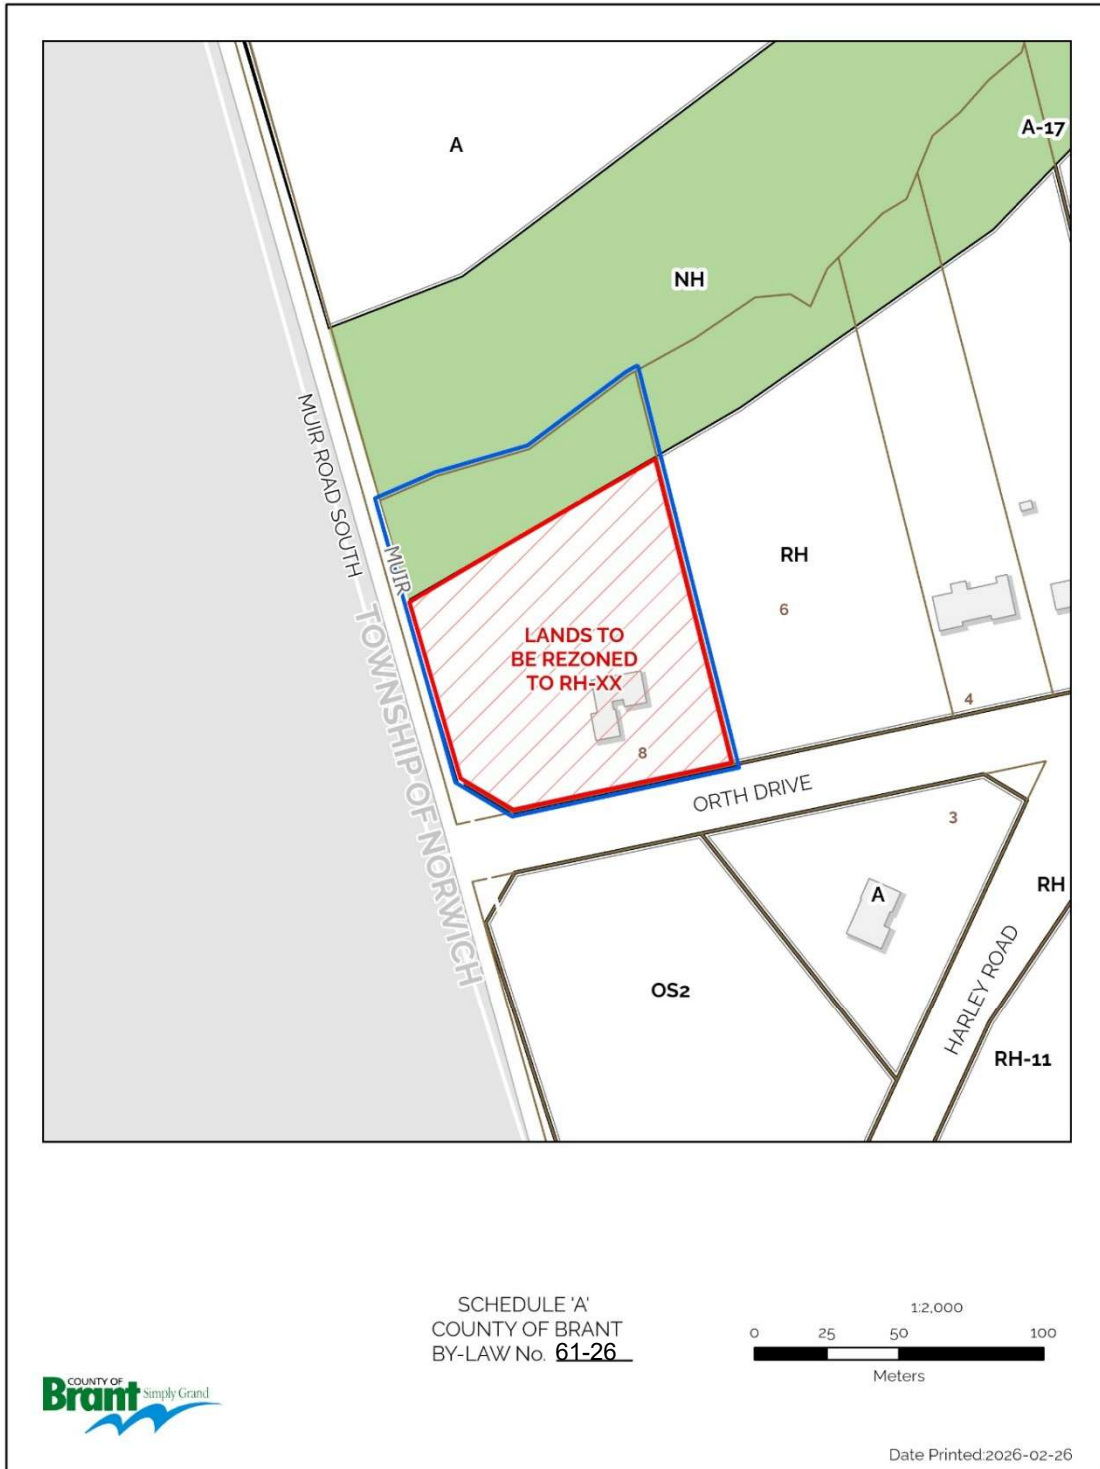 A
A-17
NH
MUIR ROAD SOUTH
MUIR
TOWNSHIP OF NORWICH
RH
6
LANDS TO
BE REZONED
TO RH-XX
8
4
ORTH DRIVE
3
A
RH
OS2
HARLEY ROAD
RH-11
SCHEDULE 'A'
COUNTY OF BRANT
BY-LAW No. 61-26
1:2,000
0 25 50 100
Meters
COUNTY OF
Brant Simply Grand
Date Printed:2026-02-26